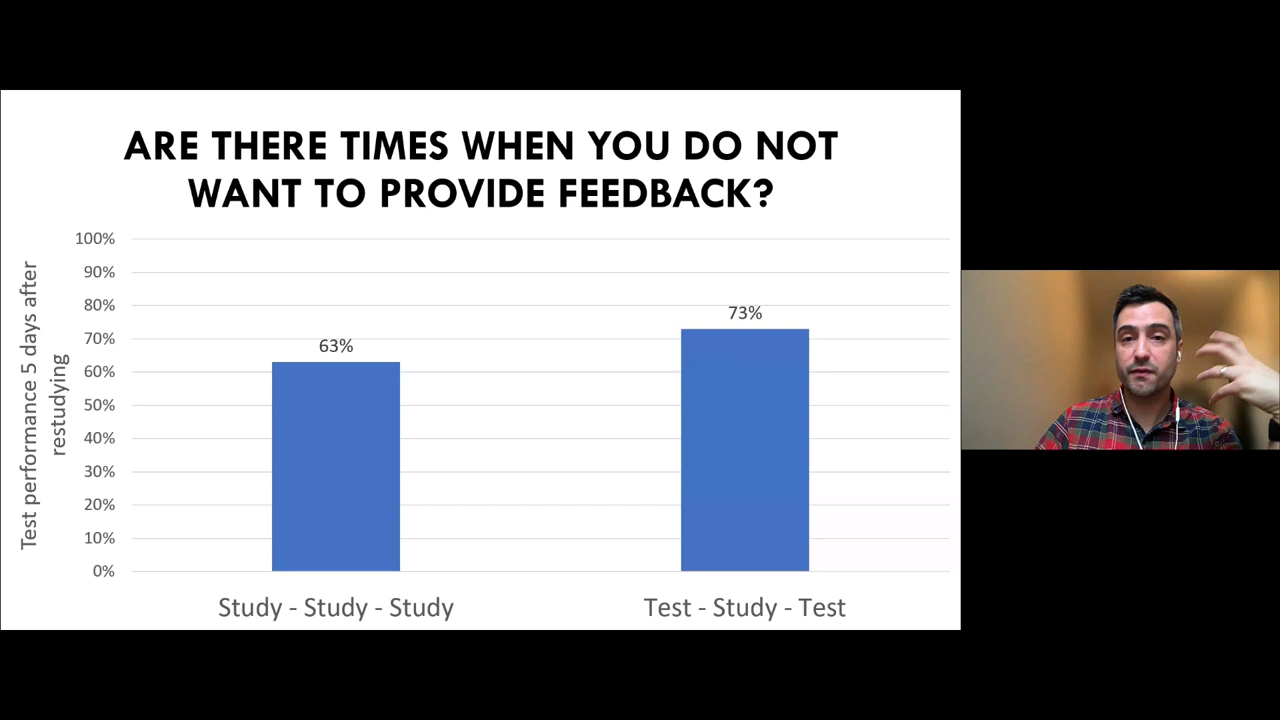 ARE THERE TIMES WHEN YOU DO NOT
WANT TO PROVIDE FEEDBACK?
Test performance 5 days after
restudying
100%
90%
80%
70%
60%
50%
40%
30%
20%
10%
0%
63%
73%
Study - Study - Study
Test - Study - Test